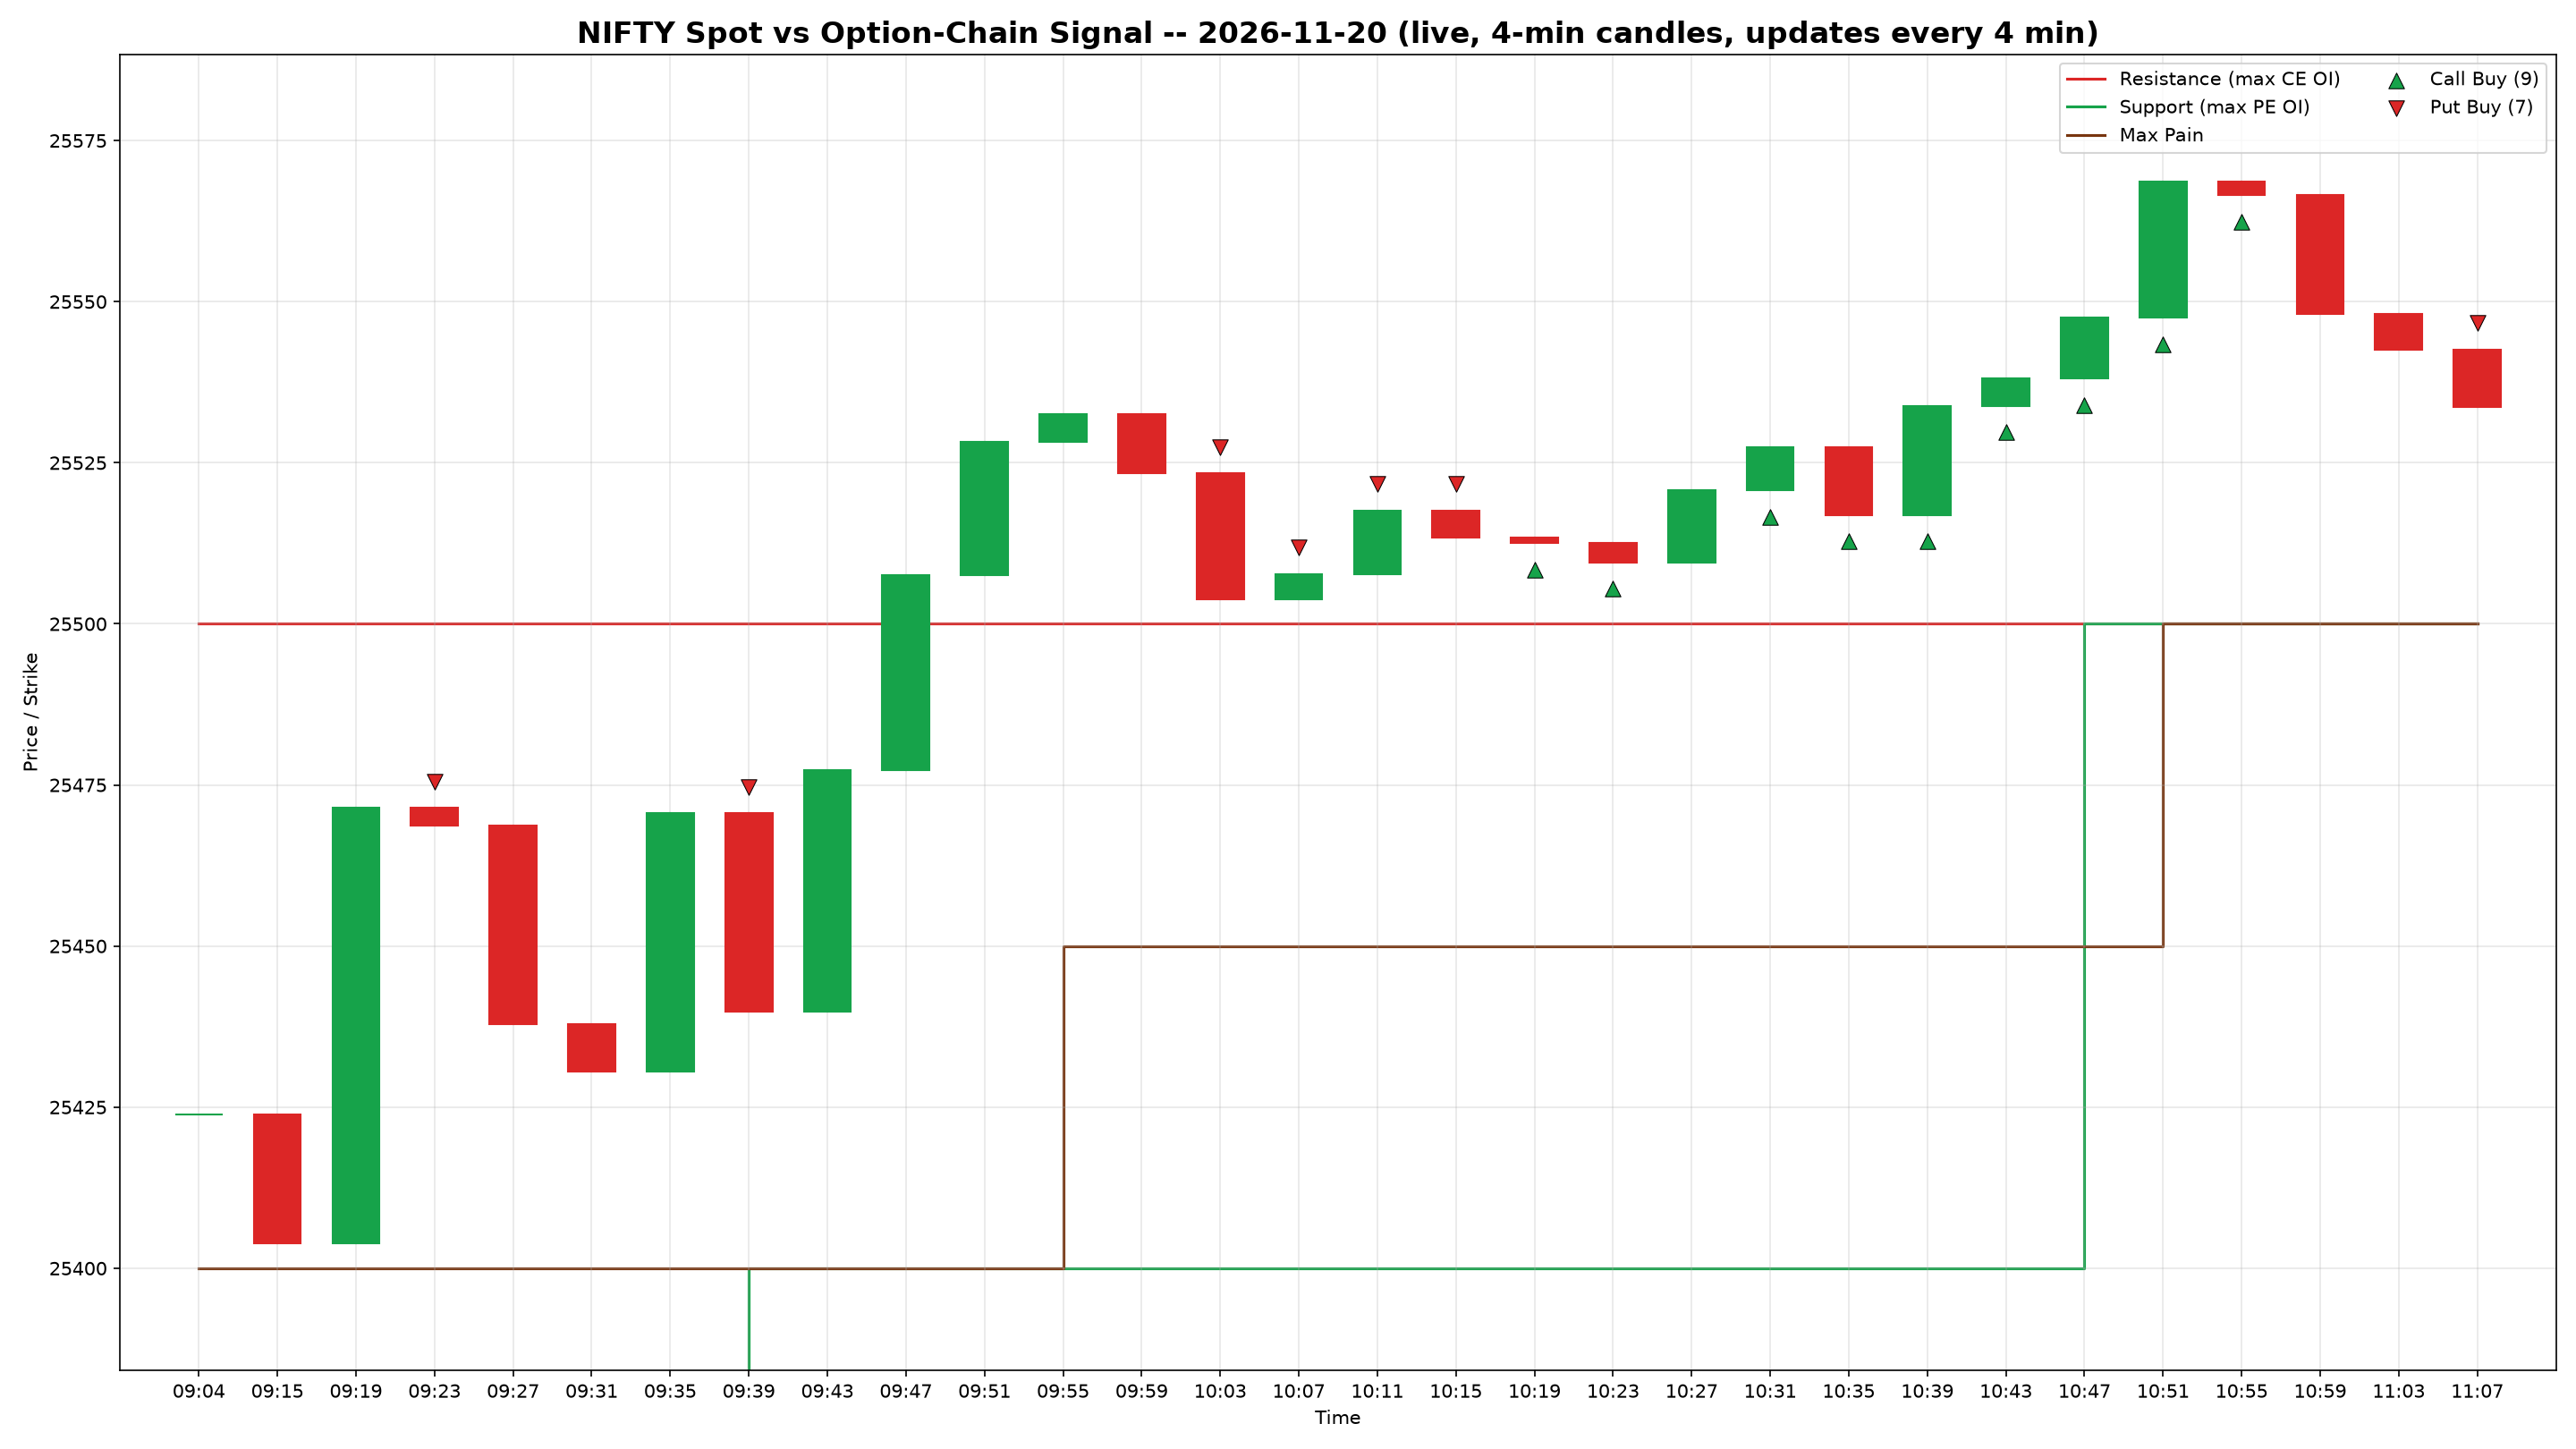 NIFTY Spot vs Option-Chain Signal -- 2026-11-20 (live, 4-min candles, updates every 4 min)
Resistance (max CE OI)
Support (max PE OI)
Max Pain
Call Buy (9)
Put Buy (7)
Price / Strike
25575
25550
25525
25500
25475
25450
25425
25400
09:04 09:15 09:19 09:23 09:27 09:31 09:35 09:39 09:43 09:47 09:51 09:55 09:59 10:03 10:07 10:11 10:15 10:19 10:23 10:27 10:31 10:35 10:39 10:43 10:47 10:51 10:55 10:59 11:03 11:07
Time